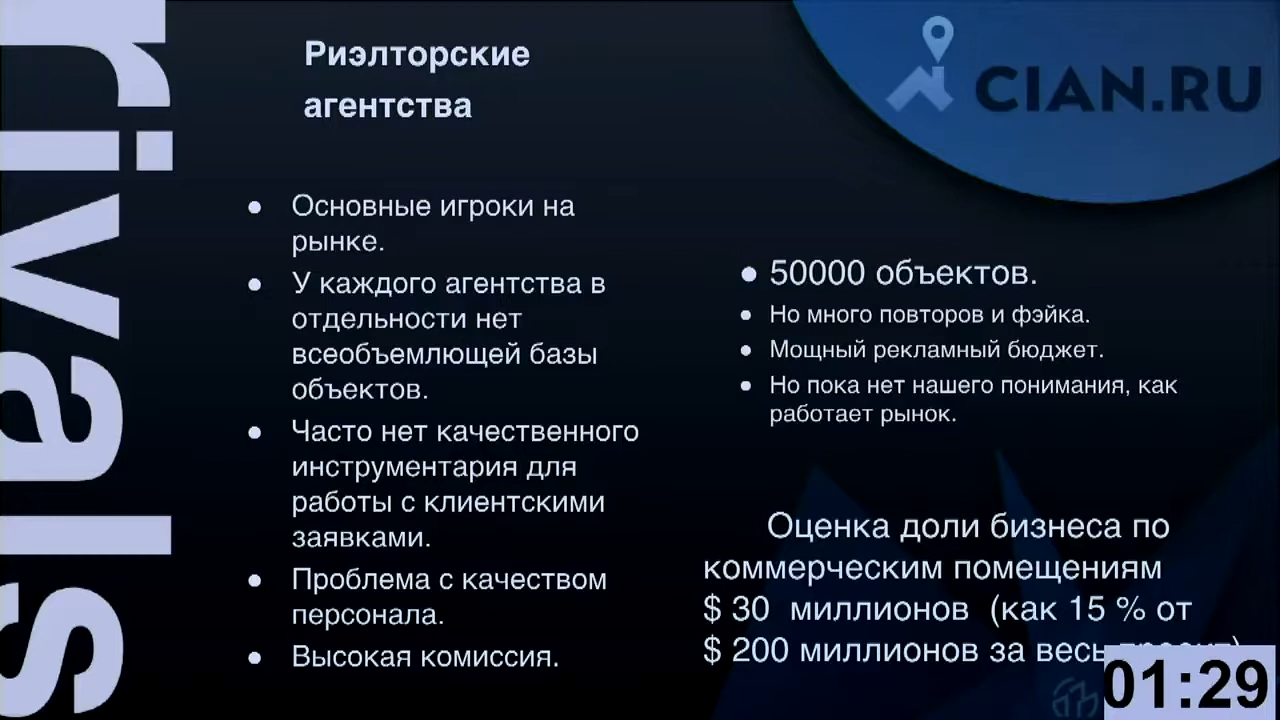 rivals
Риэлторские
агентства
● Основные игроки на
рынке.
● У каждого агентства в
отдельности нет
всеобъемлющей базы
объектов.
● Часто нет качественного
инструментария для
работы с клиентскими
заявками.
● Проблема с качеством
персонала.
● Высокая комиссия.
CIAN.RU
● 50000 объектов.
● Но много повторов и фэйка.
● Мощный рекламный бюджет.
● Но пока нет нашего понимания, как
работает рынок.
Оценка доли бизнеса по
коммерческим помещениям
$ 30 миллионов (как 15 % от
$ 200 миллионов за весь
01:29